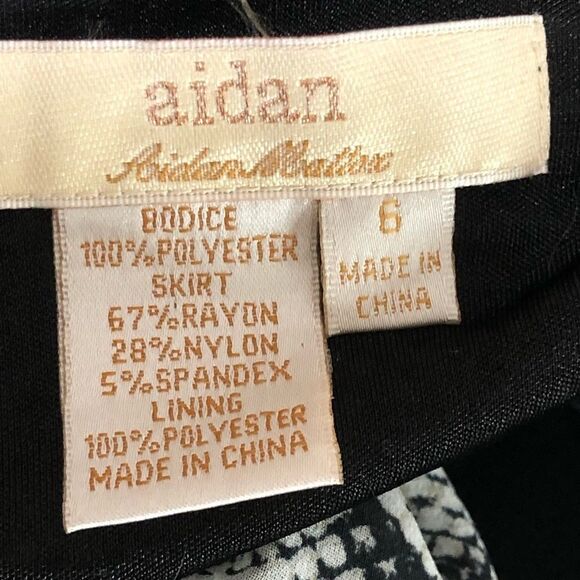 aidan
Aidan Mattox
BODICE
100%POLYESTER
SKIRT
67%RAYON
28%NYLON
5%SPANDEX
LINING
100%POLYESTER
MADE IN CHINA
6
MADE IN
CHINA